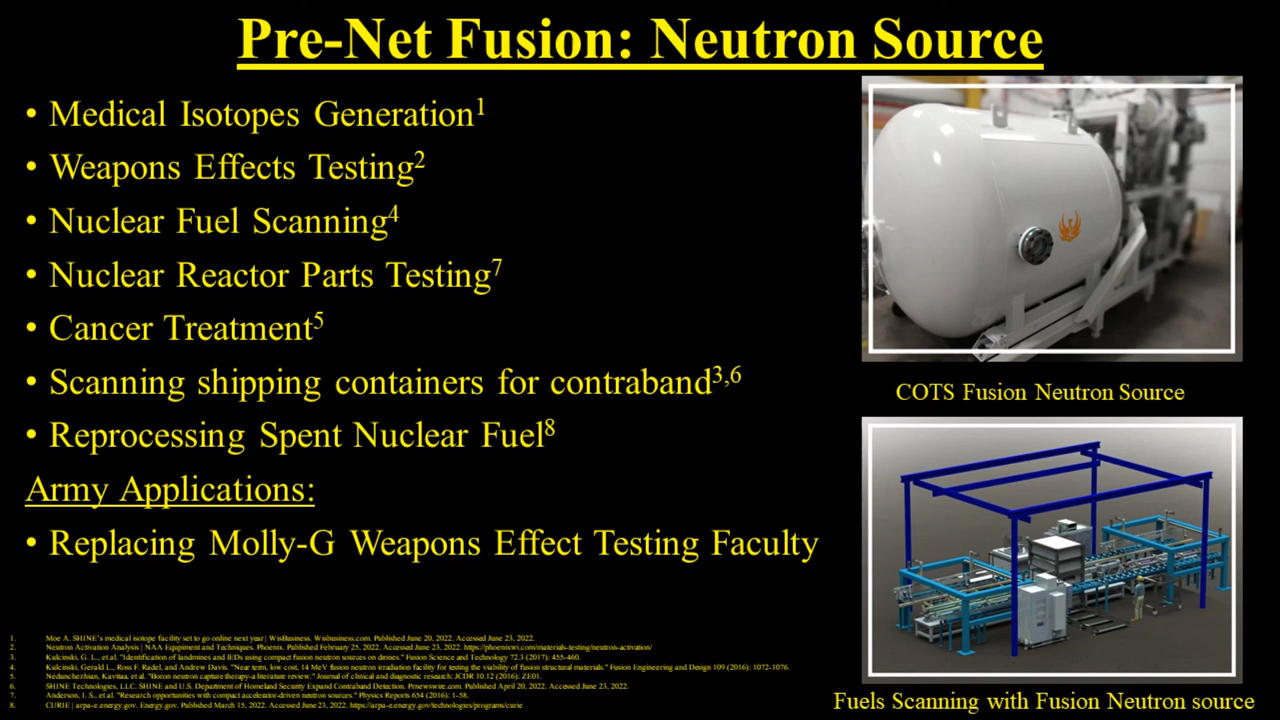 Pre-Net Fusion: Neutron Source
• Medical Isotopes Generation¹
• Weapons Effects Testing²
• Nuclear Fuel Scanning⁴
• Nuclear Reactor Parts Testing⁷
• Cancer Treatment⁵
• Scanning shipping containers for contraband³,⁶
• Reprocessing Spent Nuclear Fuel⁸
Army Applications:
• Replacing Molly-G Weapons Effect Testing Faculty
COTS Fusion Neutron Source
Fuels Scanning with Fusion Neutron source
1. Moe A. SHINE's medical isotope facility set to go online next year | WisBusiness. Wisbusiness.com. Published June 20, 2022. Accessed June 23, 2022.
2. Neutron Activation Analysis | NAA Equpiment and Techniques. Phoenix. Published February 25, 2022. Accessed June 23, 2022. https://phoenixwi.com/materials-testing/neutron-activation/
3. Kulcinski, G. L., et al. "Identification of landmines and IEDs using compact fusion neutron sources on drones." Fusion Science and Technology 72.3 (2017): 455-460.
4. Kulcinski, Gerald L., Ross F. Radel, and Andrew Davis. "Near term, low cost, 14 MeV fusion neutron irradiation facility for testing the viability of fusion structural materials." Fusion Engineering and Design 109 (2016): 1072-1076.
5. Nedunchezhian, Kavitaa, et al. "Boron neutron capture therapy-a literature review." Journal of clinical and diagnostic research: JCDR 10.12 (2016): ZE01.
6. SHINE Technologies, LLC. SHINE and U.S. Department of Homeland Security Expand Contraband Detection. Prnewswire.com. Published April 20, 2022. Accessed June 23, 2022.
7. Anderson, I. S., et al. "Research opportunities with compact accelerator-driven neutron sources." Physics Reports 654 (2016): 1-58.
8. CURIE | arpa-e.energy.gov. Energy.gov. Published March 15, 2022. Accessed June 23, 2022. https://arpa-e.energy.gov/technologies/programs/curie